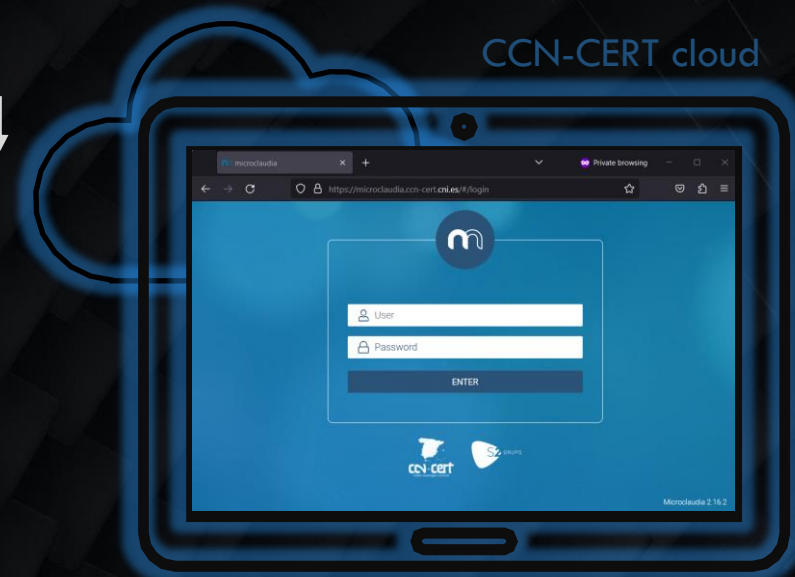 CCN-CERT cloud
microclaudia
Private browsing
https://microclaudia.ccn-cert.cni.es/#/login
User
Password
ENTER
ccn-cert
S2 GRUPO
Microclaudia 2.16.2